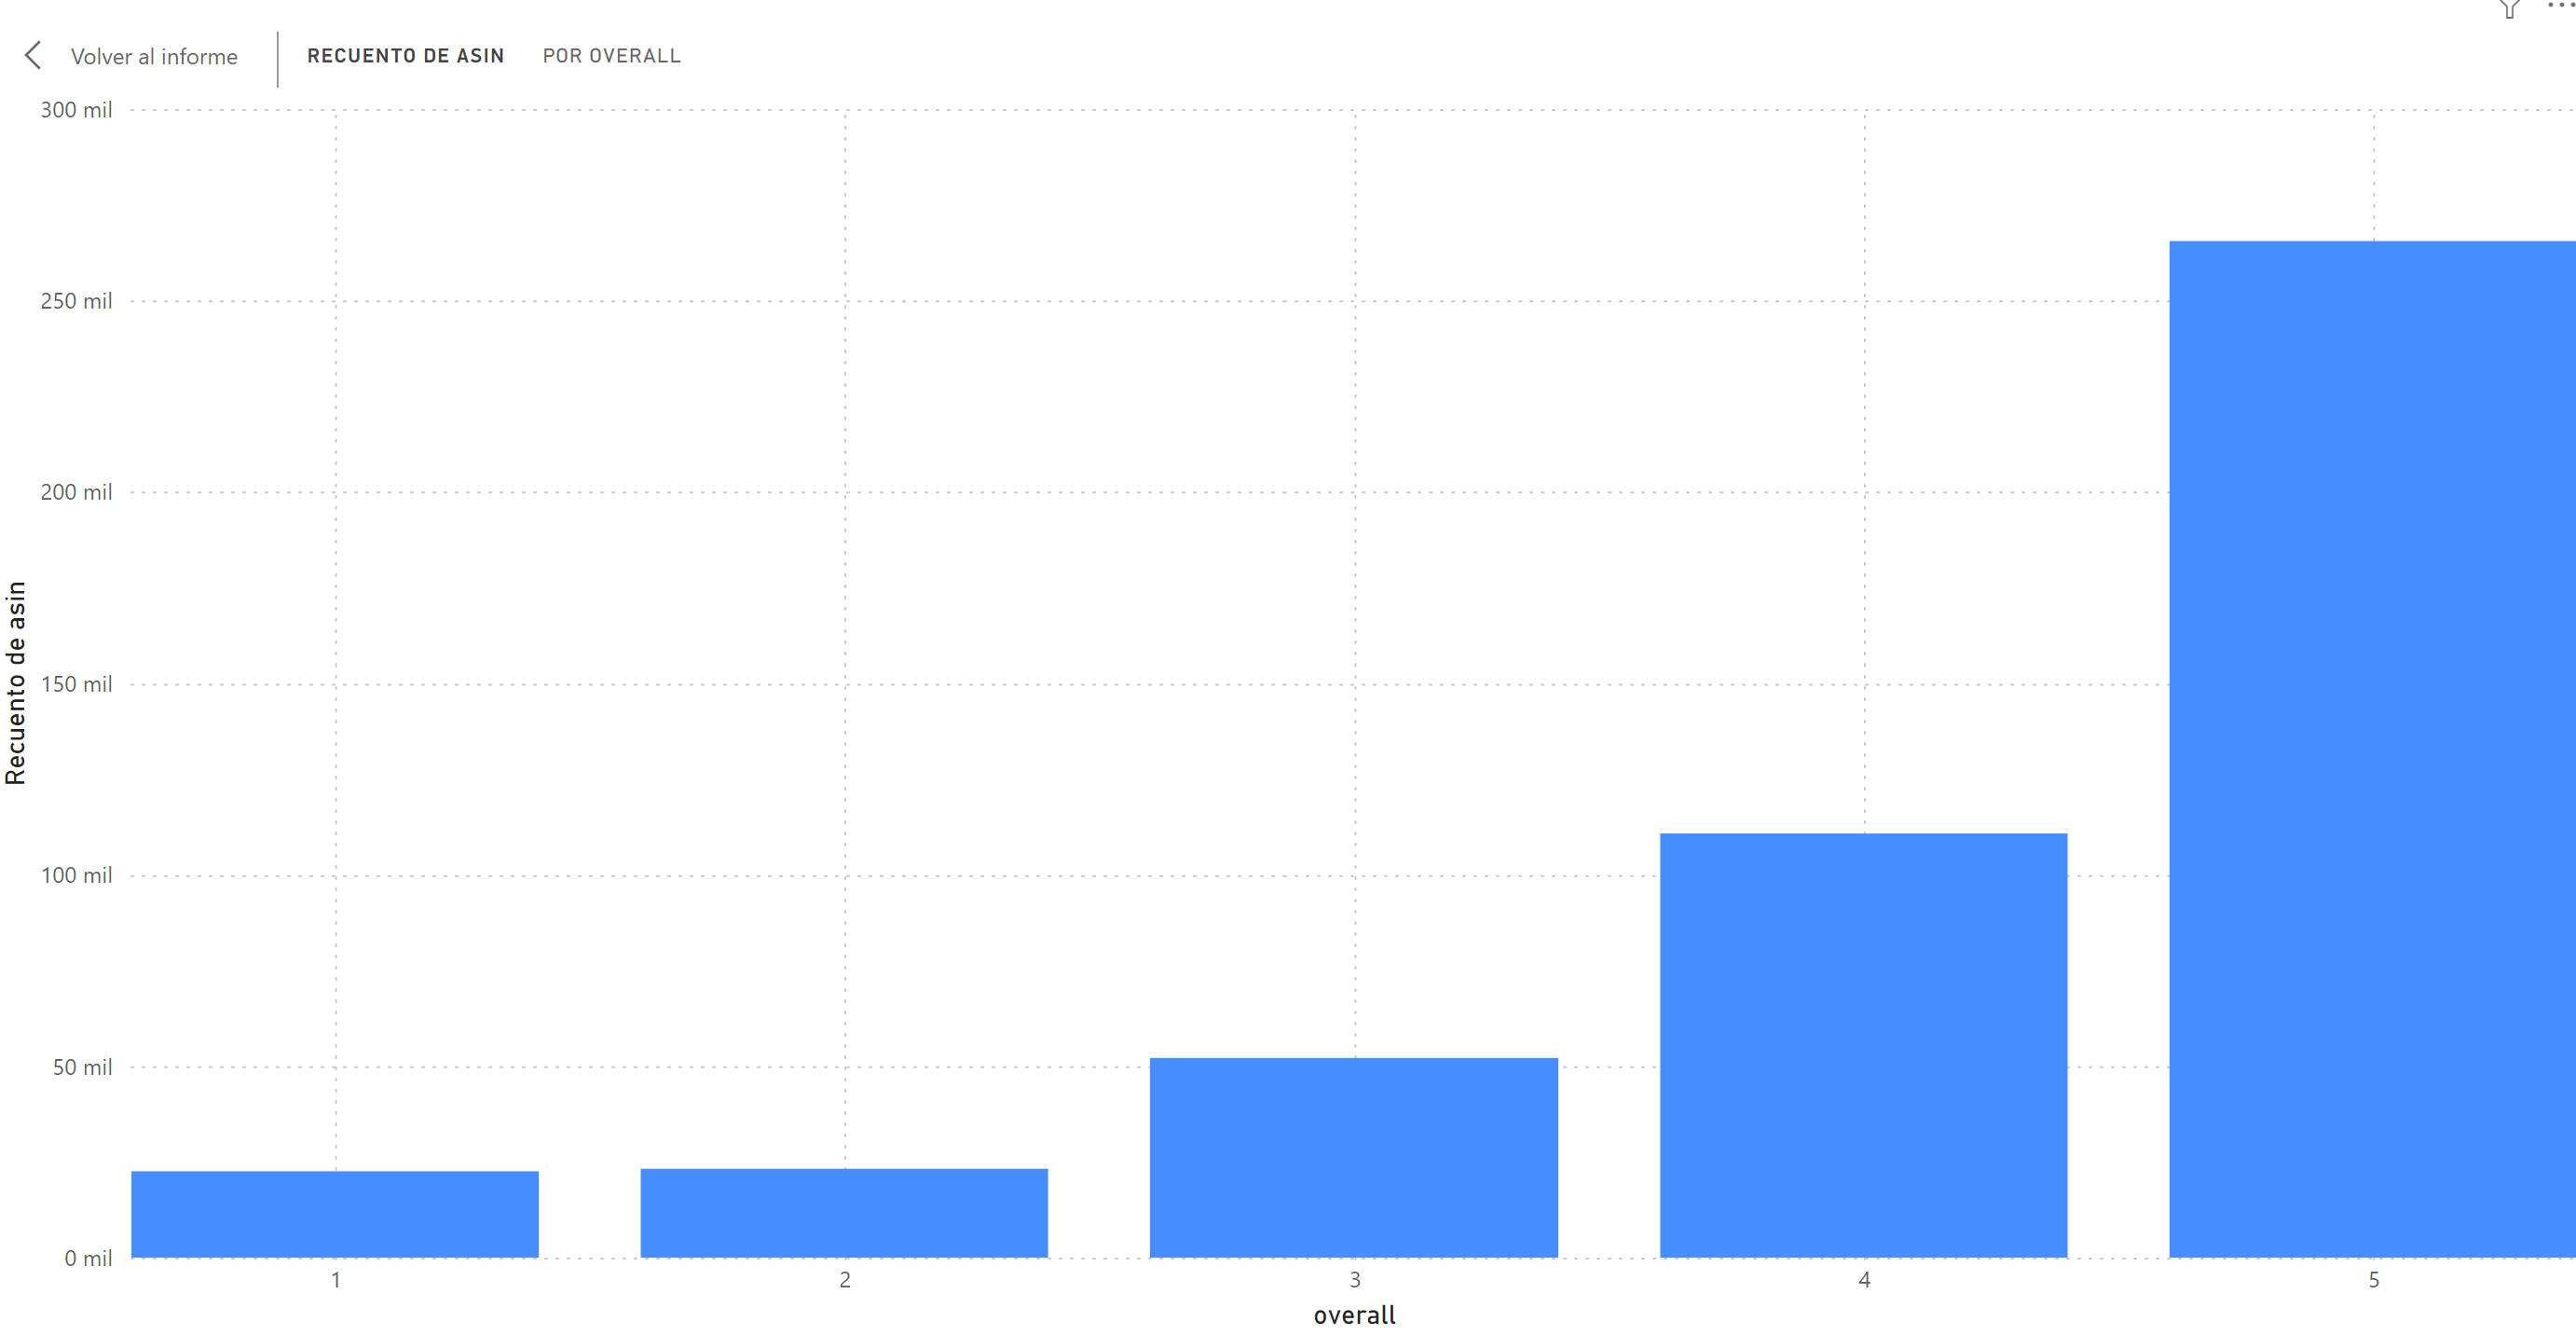 Volver al informe
RECUENTO DE ASIN POR OVERALL
300 mil
250 mil
200 mil
150 mil
100 mil
50 mil
0 mil
Recuento de asin
1 2 3 4 5
overall